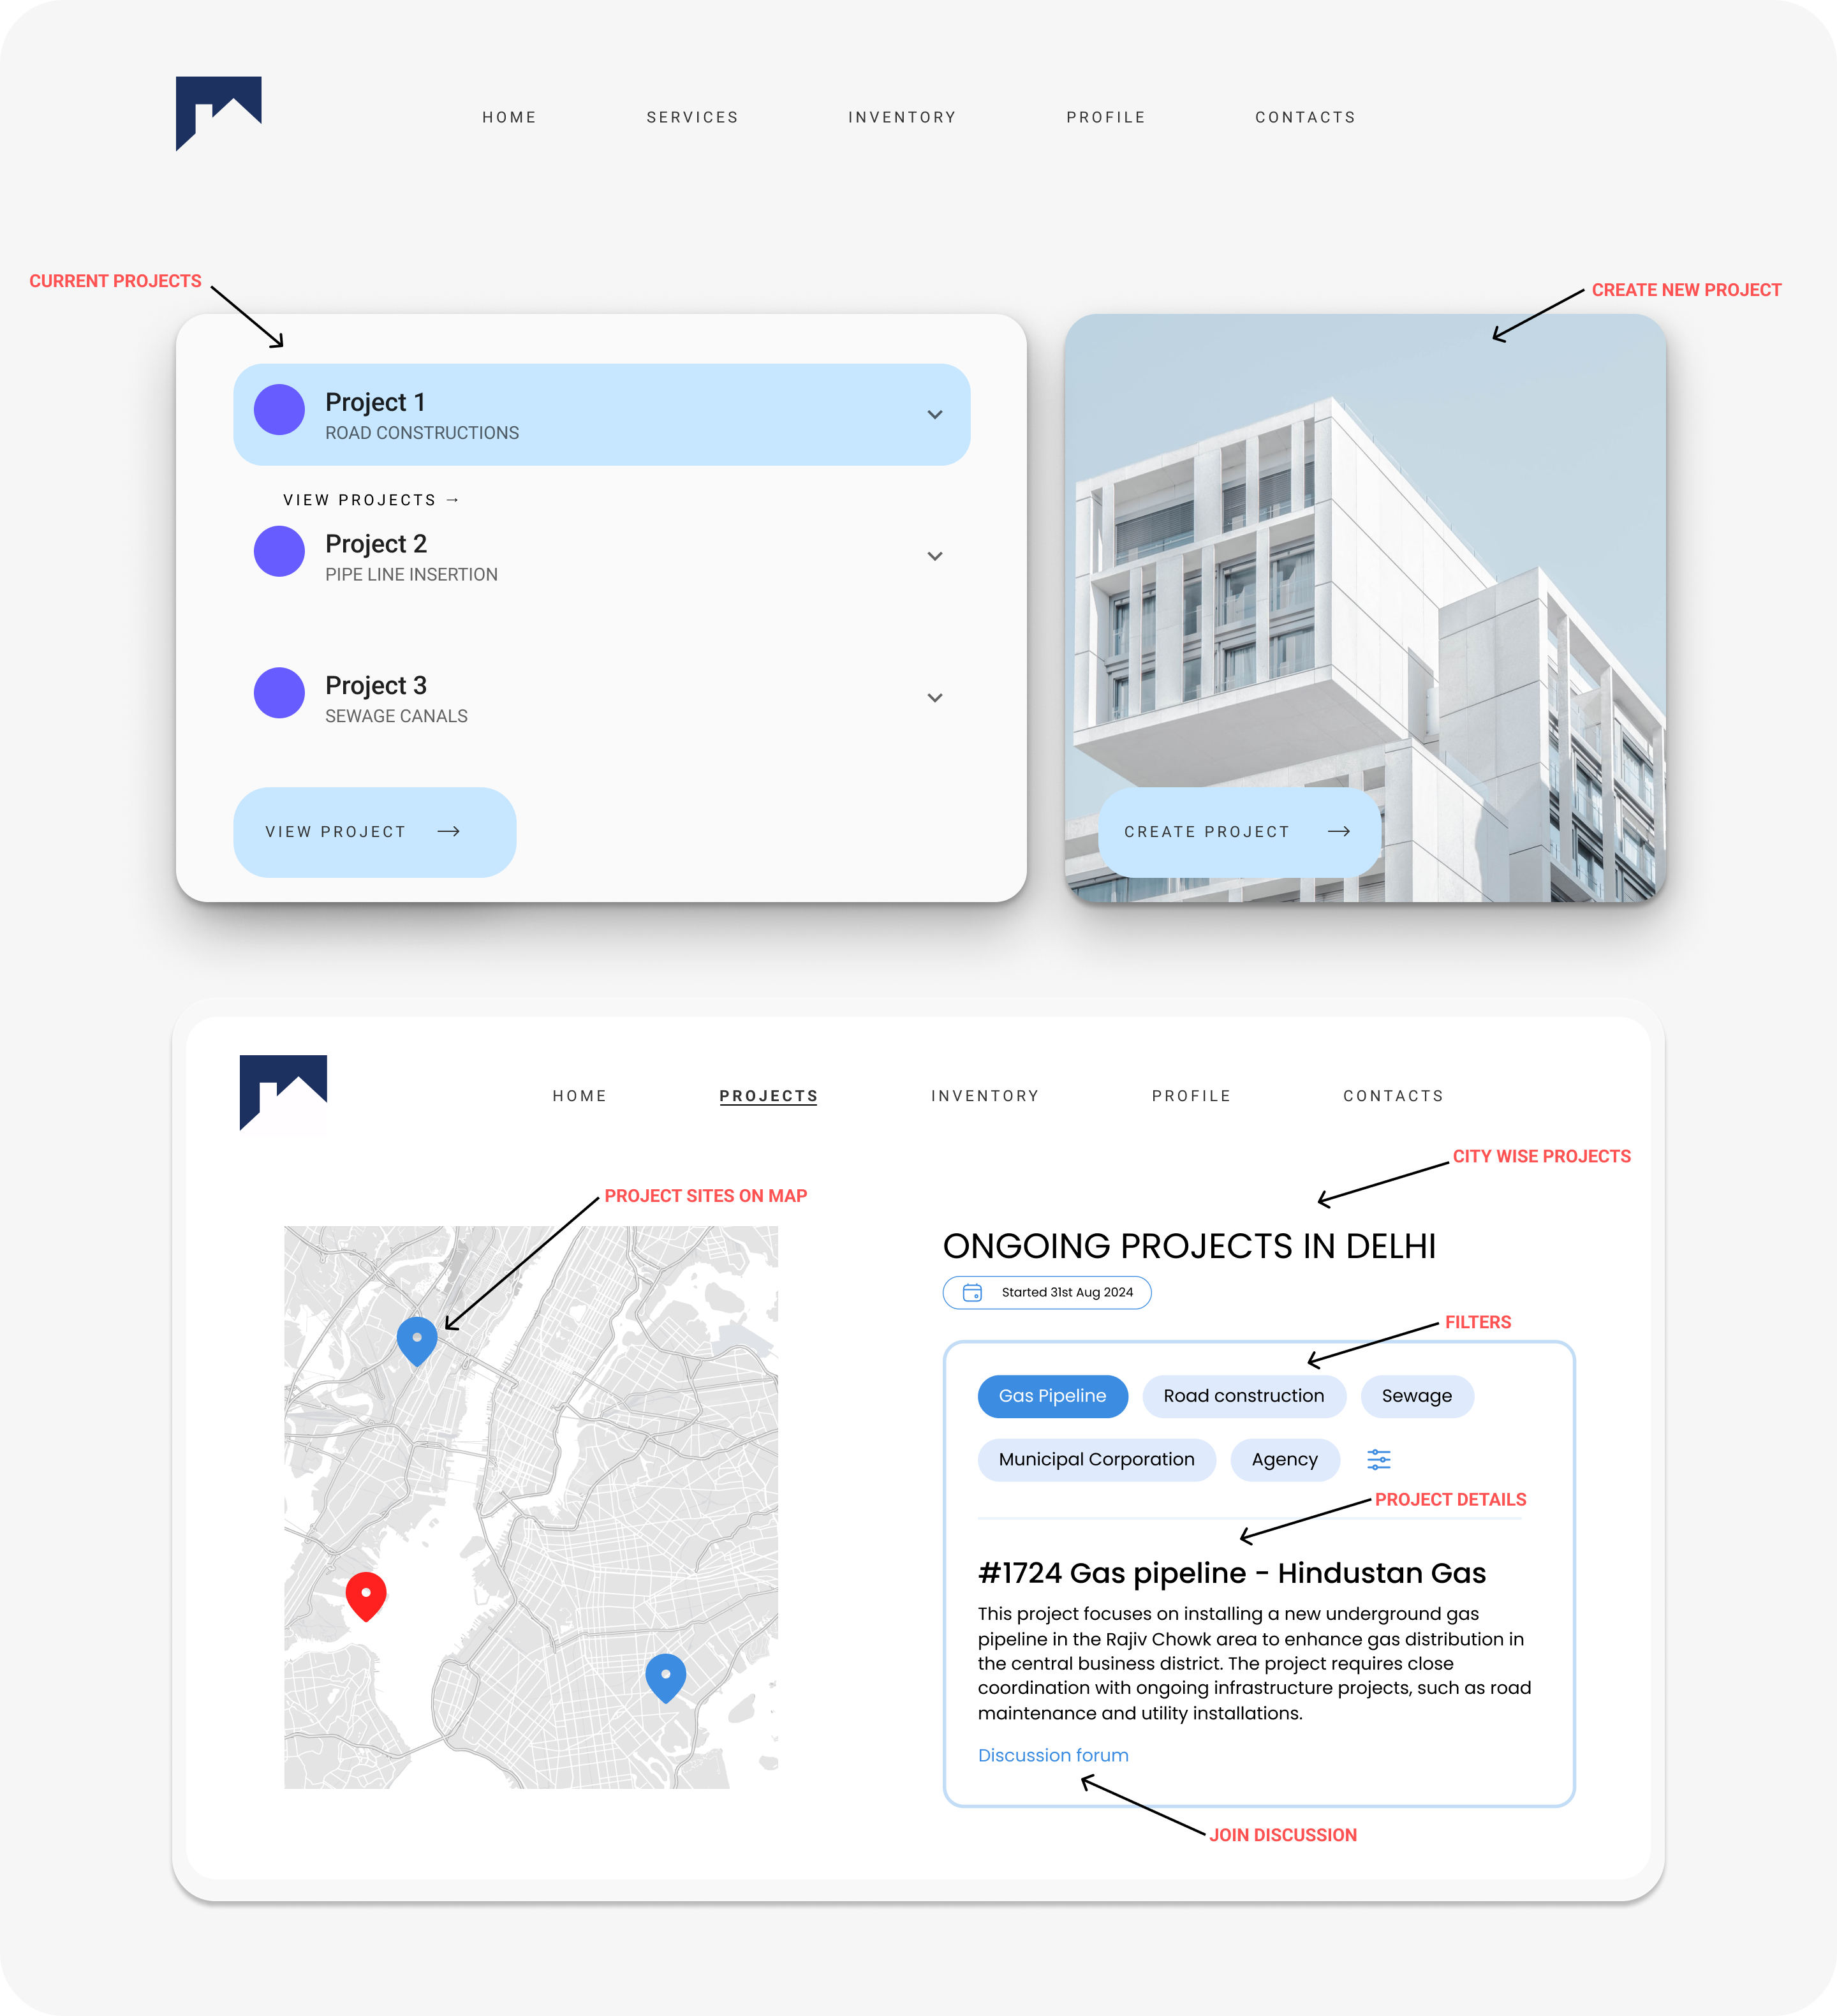 HOME SERVICES INVENTORY PROFILE CONTACTS
CURRENT PROJECTS
CREATE NEW PROJECT
Project 1
ROAD CONSTRUCTIONS
VIEW PROJECTS →
Project 2
PIPE LINE INSERTION
Project 3
SEWAGE CANALS
VIEW PROJECT
CREATE PROJECT
HOME PROJECTS INVENTORY PROFILE CONTACTS
CITY WISE PROJECTS
PROJECT SITES ON MAP
ONGOING PROJECTS IN DELHI
Started 31st Aug 2024
FILTERS
Gas Pipeline Road construction Sewage
Municipal Corporation Agency
PROJECT DETAILS
#1724 Gas pipeline - Hindustan Gas
This project focuses on installing a new underground gas
pipeline in the Rajiv Chowk area to enhance gas distribution in
the central business district. The project requires close
coordination with ongoing infrastructure projects, such as road
maintenance and utility installations.
Discussion forum
JOIN DISCUSSION